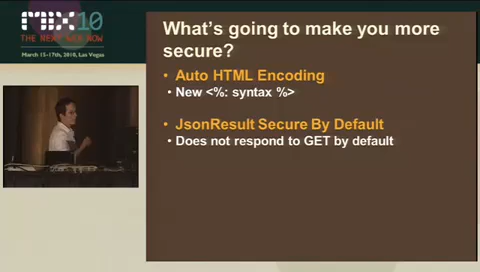 MIX10
THE NEXT WEB NOW
March 15-17th, 2010, Las Vegas
What's going to make you more
secure?
• Auto HTML Encoding
• New <%: syntax %>
• JsonResult Secure By Default
• Does not respond to GET by default